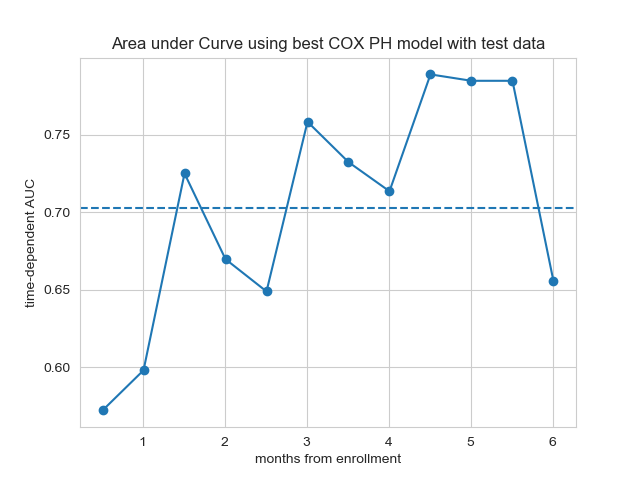 Area under Curve using best COX PH model with test data
time-dependent AUC
0.75
0.70
0.65
0.60
1 2 3 4 5 6
months from enrollment